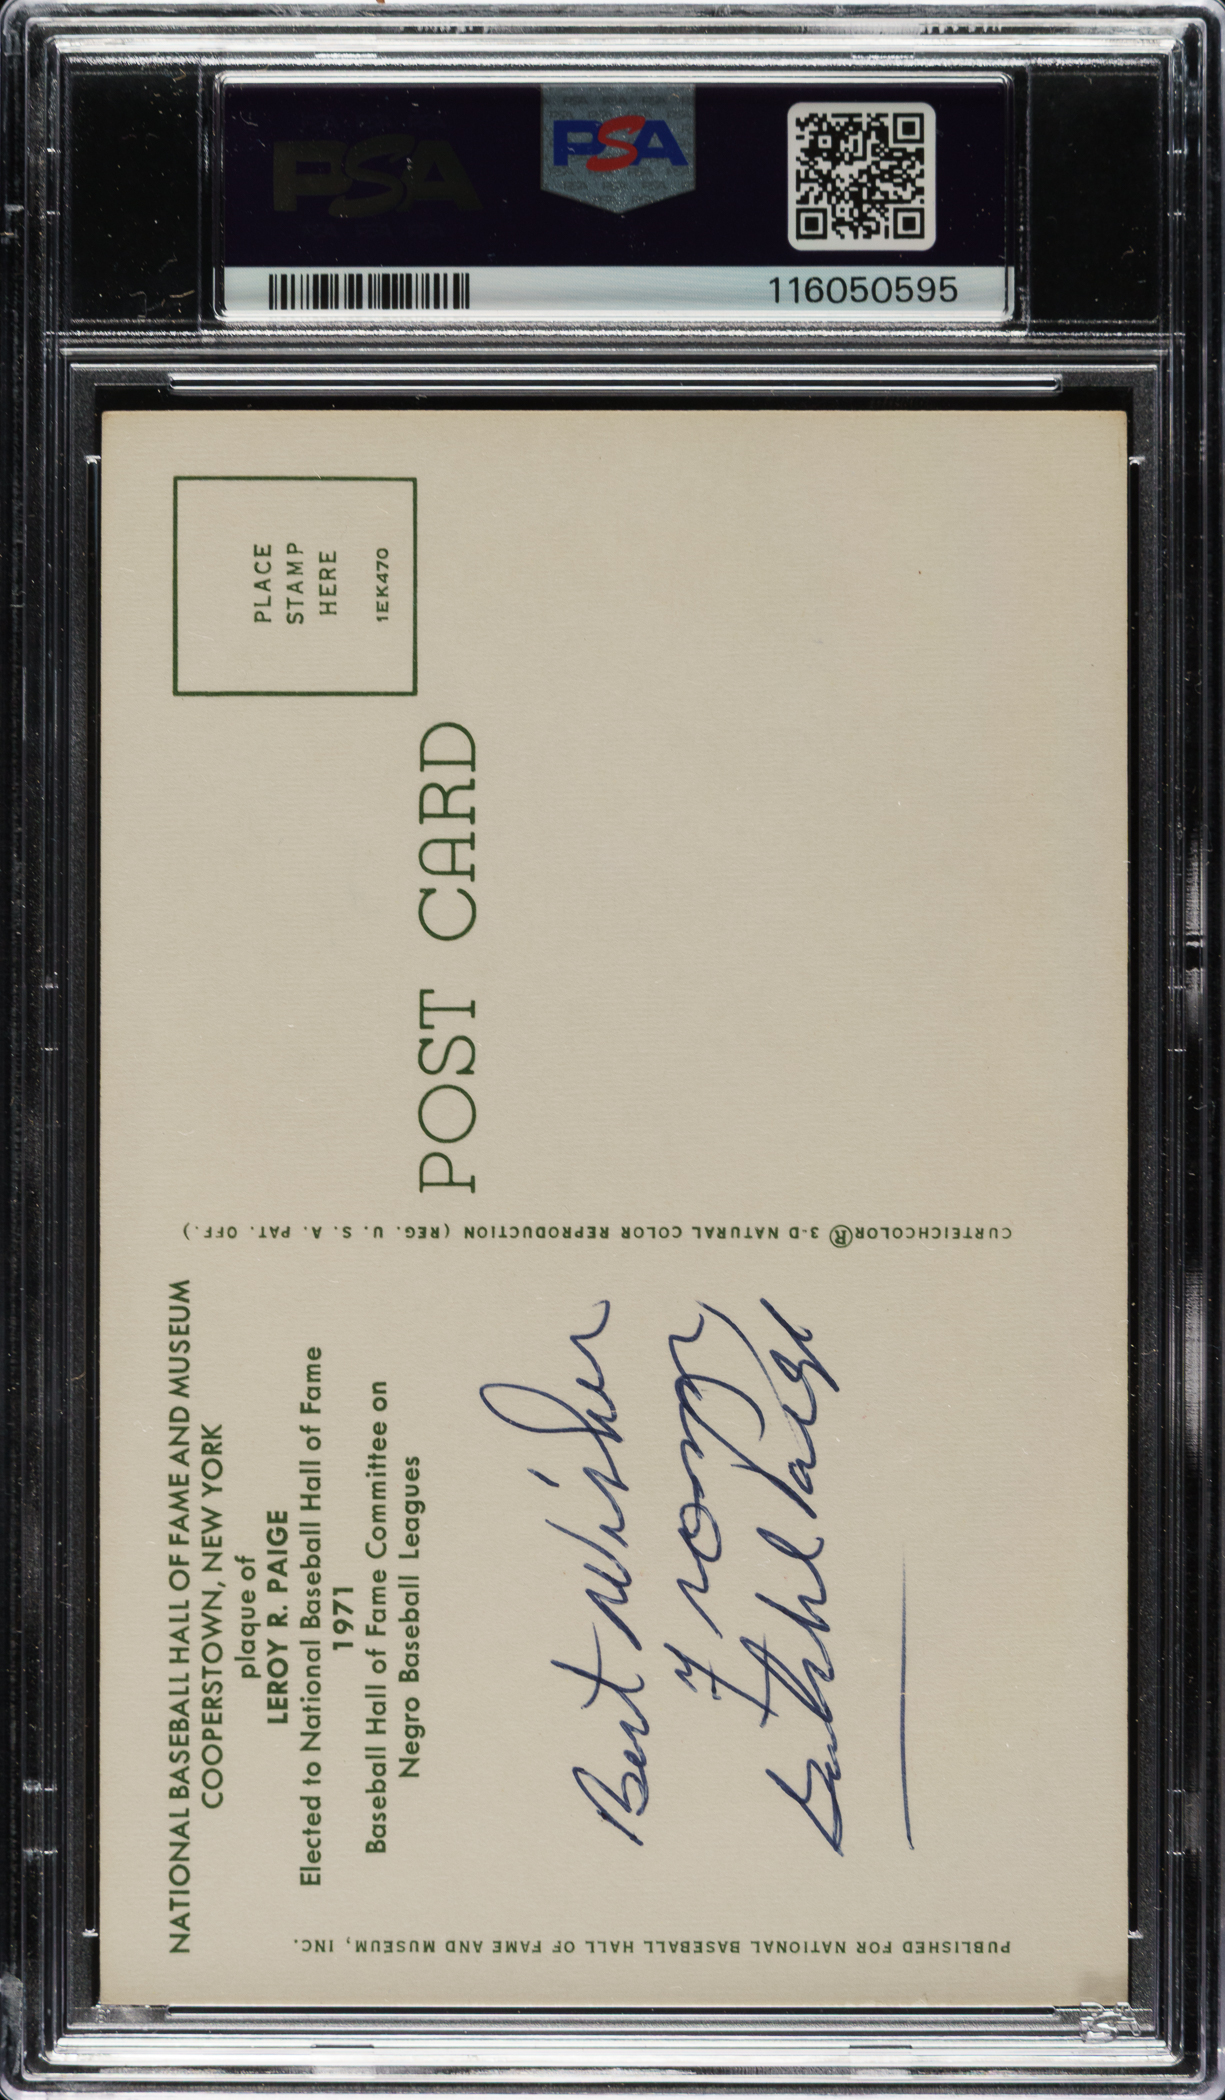 PSA
PSA
116050595
PLACE
STAMP
HERE
1EK470
POST CARD
NATIONAL BASEBALL HALL OF FAME AND MUSEUM
COOPERSTOWN, NEW YORK
plaque of
LEROY R. PAIGE
Elected to National Baseball Hall of Fame
1971
Baseball Hall of Fame Committee on
Negro Baseball Leagues
CURTEICHCOLOR® 3-D NATURAL COLOR REPRODUCTION (REG. U. S. A. PAT. OFF.)
Best Wishes
From
Satchel Paige
PUBLISHED FOR NATIONAL BASEBALL HALL OF FAME AND MUSEUM, INC.